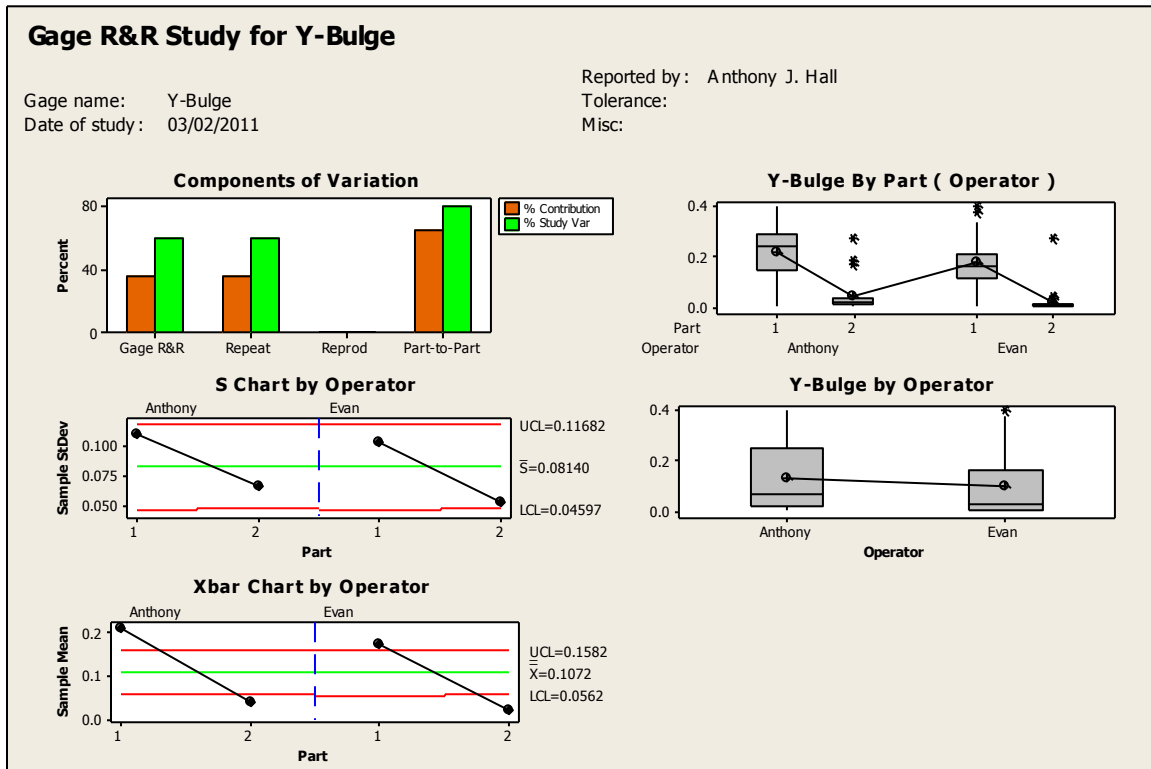 Gage R&R Study for Y-Bulge
Gage name: Y-Bulge
Date of study: 03/02/2011
Reported by: Anthony J. Hall
Tolerance:
Misc:
Components of Variation
80
40
0
Percent
Gage R&R Repeat Reprod Part-to-Part
% Contribution
% Study Var
Y-Bulge By Part ( Operator )
0.4
0.2
0.0
Part 1 2 1 2
Operator Anthony Evan
S Chart by Operator
Anthony Evan
0.100
0.075
0.050
Sample StDev
UCL=0.11682
S=0.08140
LCL=0.04597
1 2 1 2
Part
Y-Bulge by Operator
0.4
0.2
0.0
Anthony Evan
Operator
Xbar Chart by Operator
Anthony Evan
0.2
0.1
0.0
Sample Mean
UCL=0.1582
X=0.1072
LCL=0.0562
1 2 1 2
Part